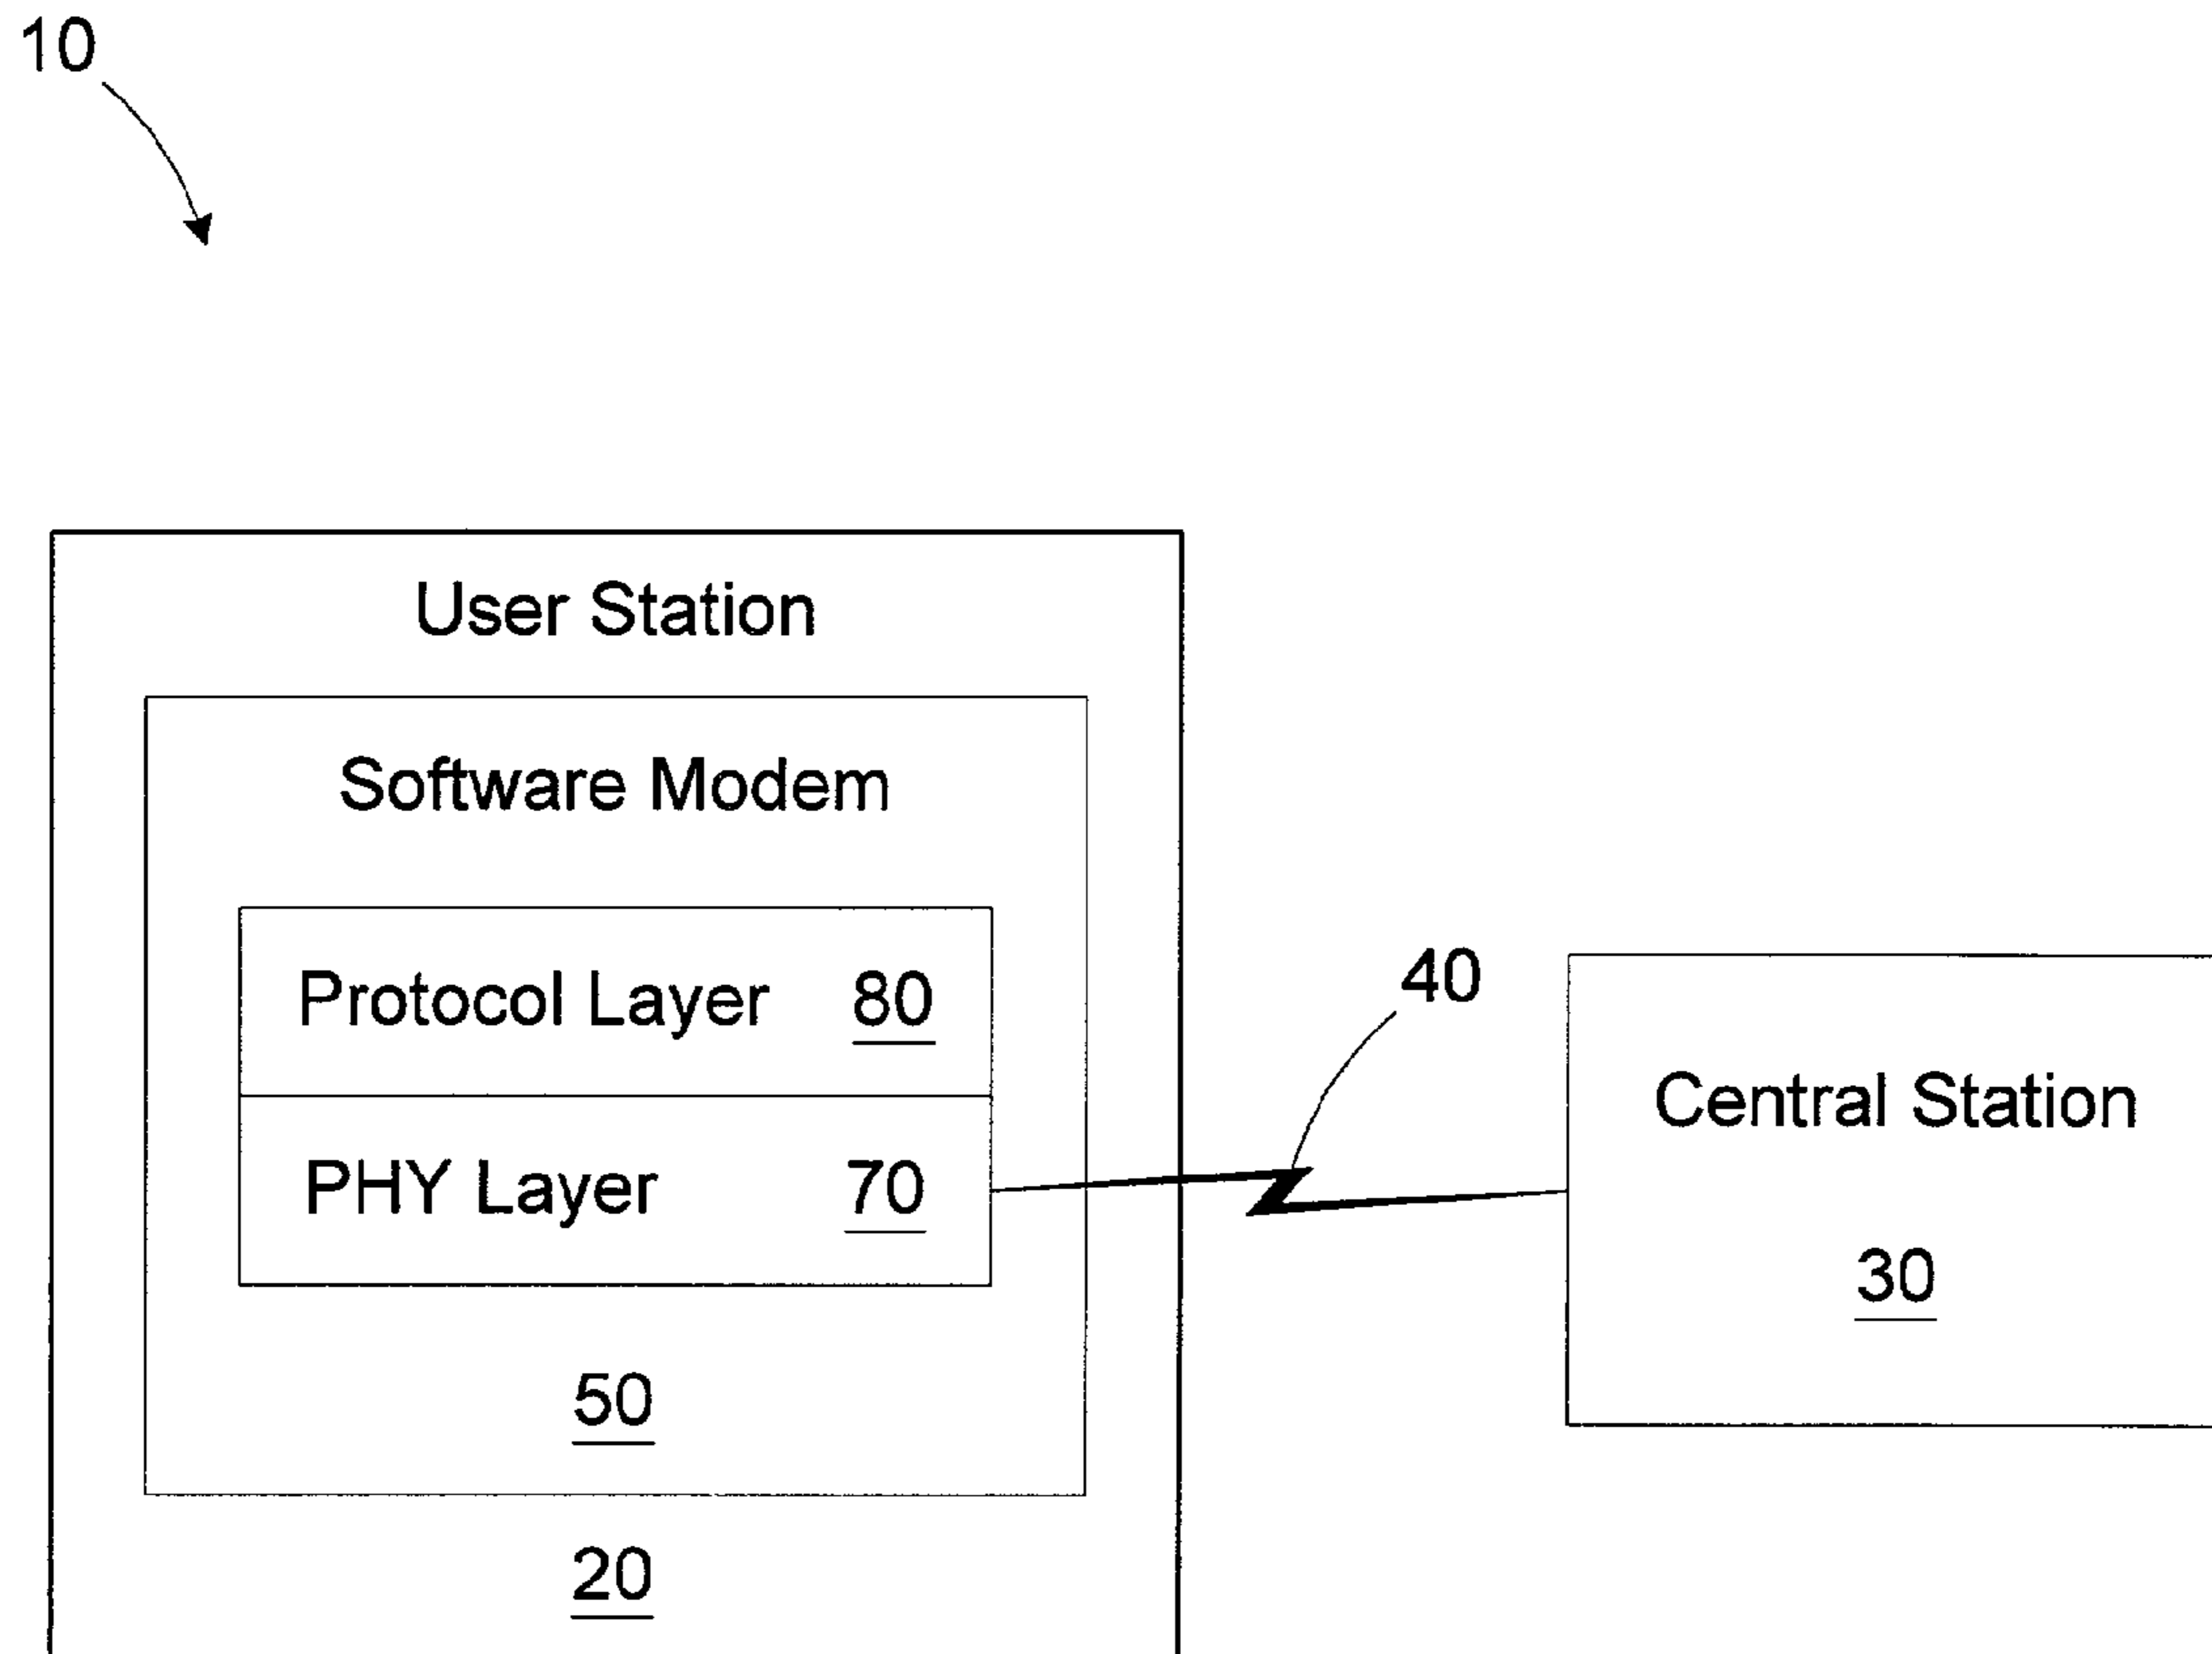 10
User Station
Software Modem
Protocol Layer 80
PHY Layer 70
50
20
40
Central Station
30